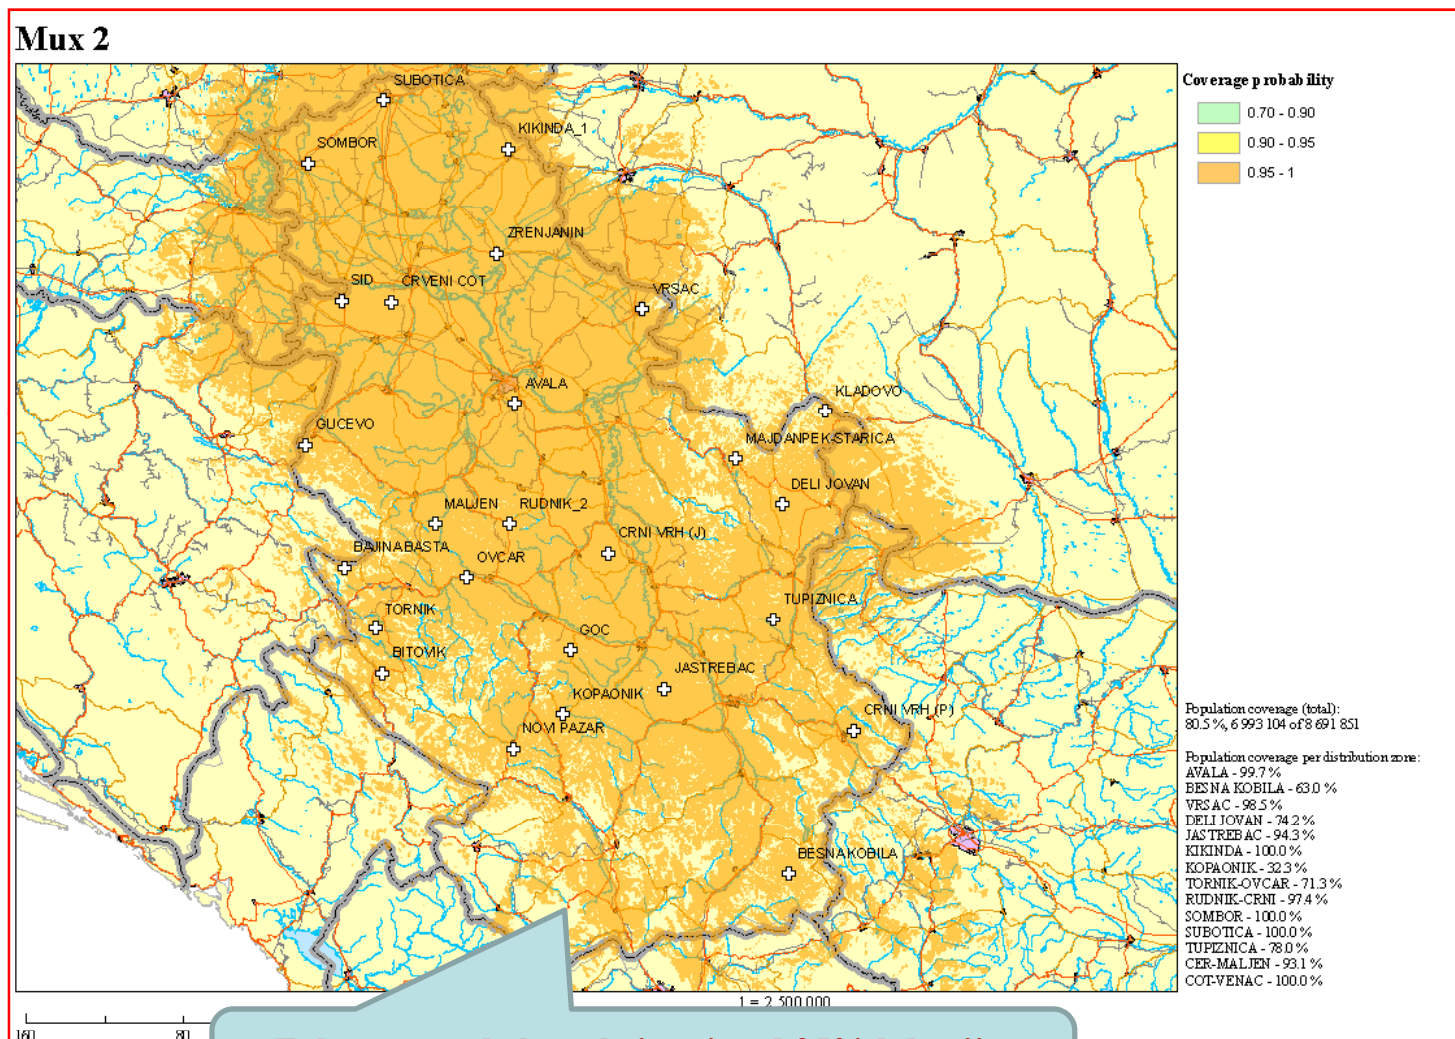 Mux 2
SUBOTICA
SOMBOR
KIKINDA_1
ZRENJANIN
SID
CRVENI COT
VRSAC
AVALA
KLADOVO
GUCEVO
MAJDANPEK-STARICA
DELI JOVAN
MALJEN
RUDNIK_2
CRNI VRH (J)
BAJINA BASTA
OVCAR
TUPIZNICA
TORNIK
GOC
BITOVIK
JASTREBAC
KOPAONIK
CRNI VRH (P)
NOVI PAZAR
BESNA KOBILA
Coverage probability
0.70 - 0.90
0.90 - 0.95
0.95 - 1
Population coverage (total):
80.5 %, 6 993 104 of 8 691 851
Population coverage per distribution zone:
AVALA - 99.7 %
BESNA KOBILA - 63.0 %
VRSAC - 98.5 %
DELI JOVAN - 74.2 %
JASTREBAC - 94.3 %
KIKINDA - 100.0 %
KOPAONIK - 32.3 %
TORNIK-OVCAR - 71.3 %
RUDNIK-CRNI - 97.4 %
SOMBOR - 100.0 %
SUBOTICA - 100.0 %
TUPIZNICA - 78.0 %
CER-MALJEN - 93.1 %
COT-VENAC - 100.0 %
1 = 2 500 000
160 80